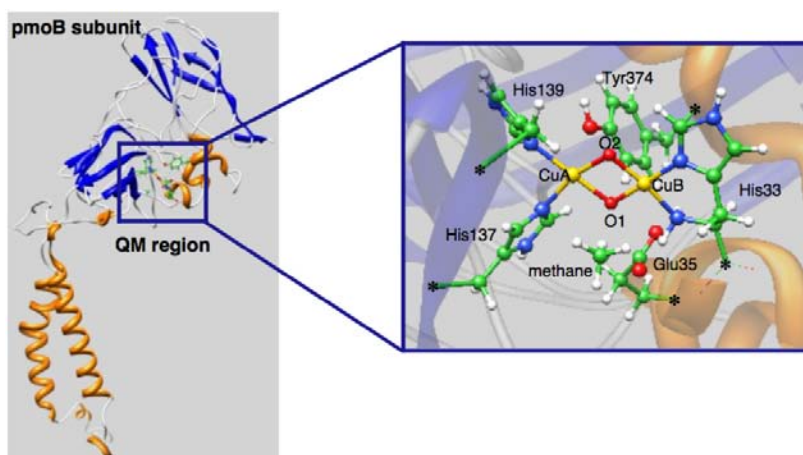 pmoB subunit
QM region
His139
Tyr374
*
O2
CuA
CuB
*
O1
His33
His137
methane
Glu35
*
*
*